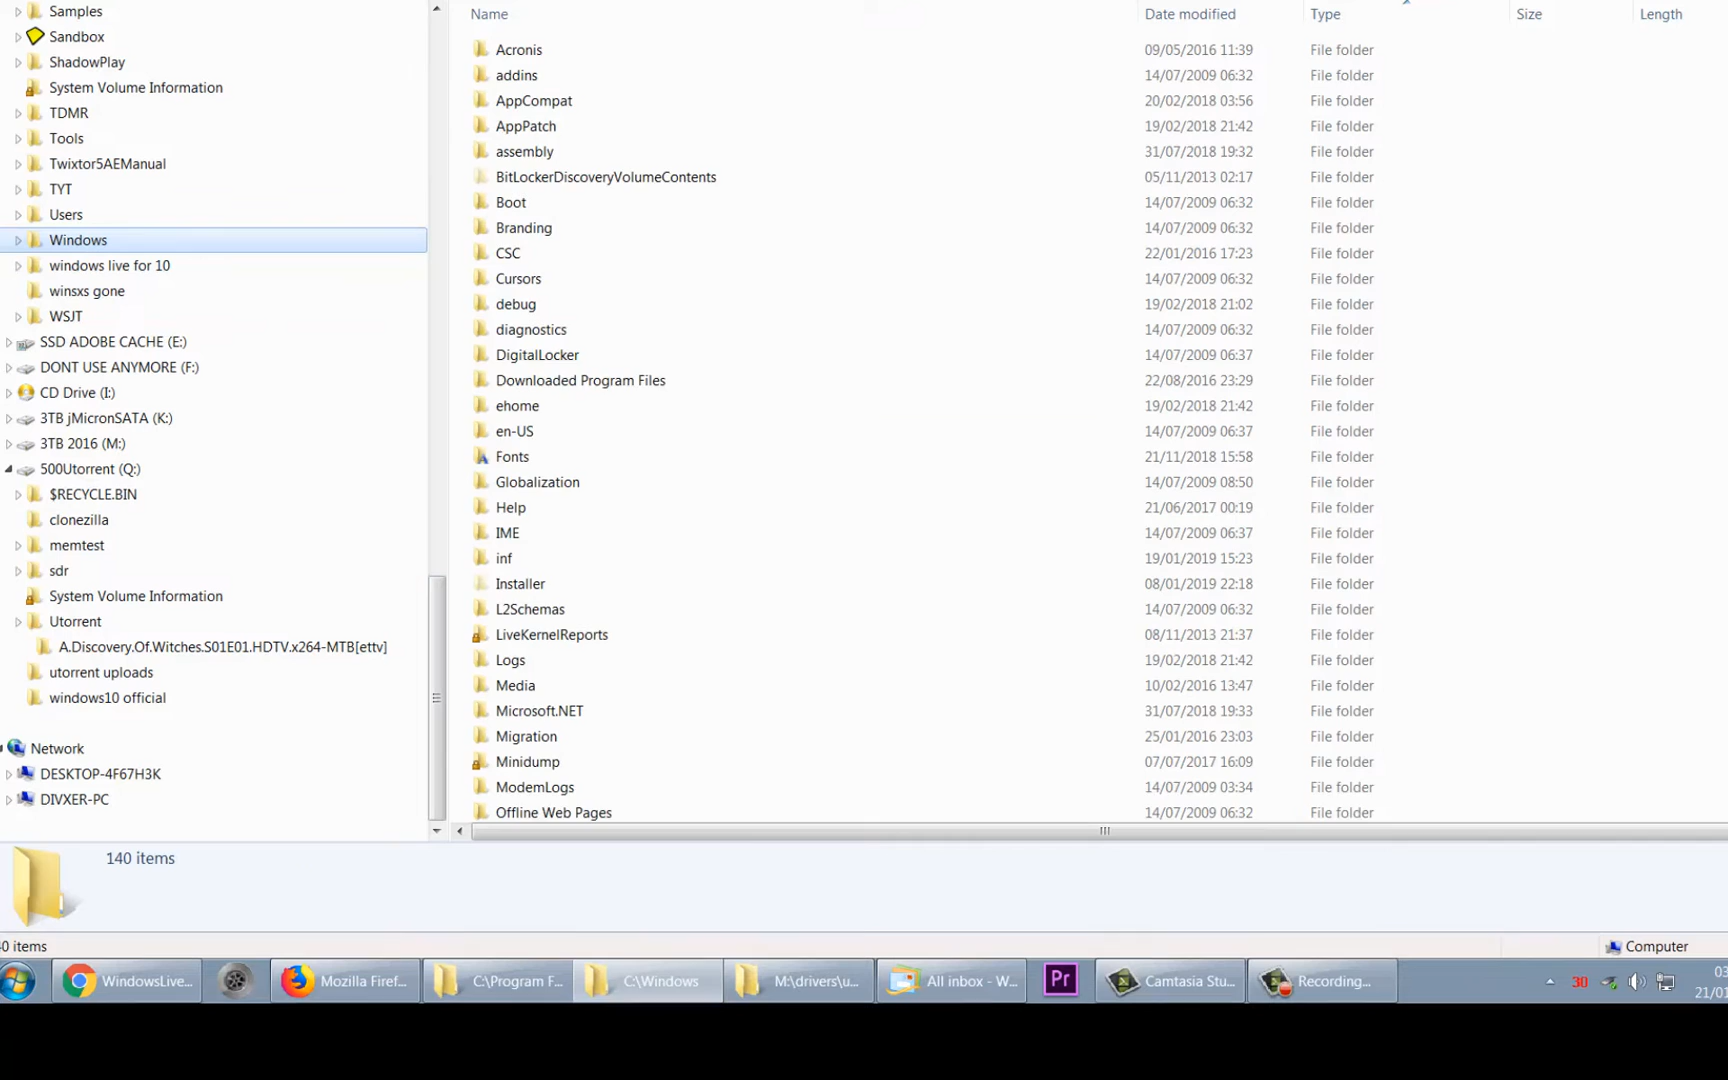 Samples
Sandbox
ShadowPlay
System Volume Information
TDMR
Tools
Twixtor5AEManual
TYT
Users
Windows
windows live for 10
winsxs gone
WSJT
SSD ADOBE CACHE (E:)
DONT USE ANYMORE (F:)
CD Drive (I:)
3TB jMicronSATA (K:)
3TB 2016 (M:)
500Utorrent (Q:)
$RECYCLE.BIN
clonezilla
memtest
sdr
System Volume Information
Utorrent
A.Discovery.Of.Witches.S01E01.HDTV.x264-MTB[ettv]
utorrent uploads
windows10 official
Network
DESKTOP-4F67H3K
DIVXER-PC
Name Date modified Type Size Length
Acronis 09/05/2016 11:39 File folder
addins 14/07/2009 06:32 File folder
AppCompat 20/02/2018 03:56 File folder
AppPatch 19/02/2018 21:42 File folder
assembly 31/07/2018 19:32 File folder
BitLockerDiscoveryVolumeContents 05/11/2013 02:17 File folder
Boot 14/07/2009 06:32 File folder
Branding 14/07/2009 06:32 File folder
CSC 22/01/2016 17:23 File folder
Cursors 14/07/2009 06:32 File folder
debug 19/02/2018 21:02 File folder
diagnostics 14/07/2009 06:32 File folder
DigitalLocker 14/07/2009 06:37 File folder
Downloaded Program Files 22/08/2016 23:29 File folder
ehome 19/02/2018 21:42 File folder
en-US 14/07/2009 06:37 File folder
Fonts 21/11/2018 15:58 File folder
Globalization 14/07/2009 08:50 File folder
Help 21/06/2017 00:19 File folder
IME 14/07/2009 06:37 File folder
inf 19/01/2019 15:23 File folder
Installer 08/01/2019 22:18 File folder
L2Schemas 14/07/2009 06:32 File folder
LiveKernelReports 08/11/2013 21:37 File folder
Logs 19/02/2018 21:42 File folder
Media 10/02/2016 13:47 File folder
Microsoft.NET 31/07/2018 19:33 File folder
Migration 25/01/2016 23:03 File folder
Minidump 07/07/2017 16:09 File folder
ModemLogs 14/07/2009 03:34 File folder
Offline Web Pages 14/07/2009 06:32 File folder
140 items
0 items Computer
WindowsLive... Mozilla Firef... C:\Program F... C:\Windows M:\drivers\u... All inbox - W... Pr Camtasia Stu... Recording... 30 03
21/01